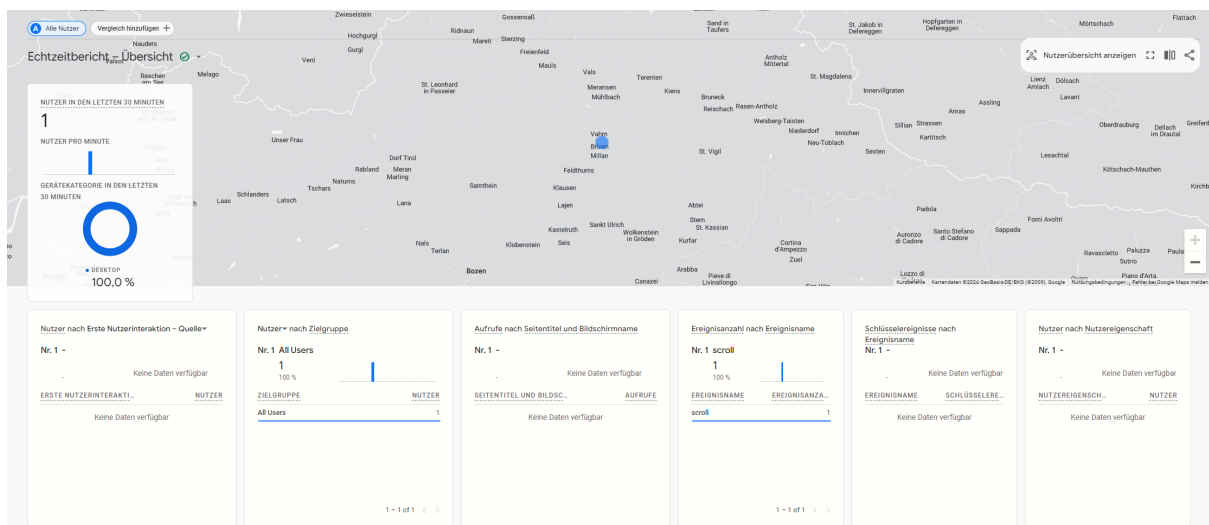 Alle Nutzer
Vergleich hinzufügen
Echtzeitbericht – Übersicht
Nutzerübersicht anzeigen
NUTZER IN DEN LETZTEN 30 MINUTEN
1
NUTZER PRO MINUTE
GERÄTEKATEGORIE IN DEN LETZTEN
30 MINUTEN
DESKTOP
100,0 %
Zwieselstein
Gossensaß
Sand in
Taufers
St. Jakob in
Defereggen
Hopfgarten in
Defereggen
Mörtschach
Flattach
Hochgurgl
Ridnaun
Mareit
Sterzing
Nauders
Gurgl
Freienfeld
Vent
Mauls
Antholz
Mittertal
Reschen
Melago
St. Leonhard
in Passeier
Vals
Terenten
St. Magdalena
Lienz
Dölsach
Amlach
Lavant
Meransen
Mühlbach
Kiens
Bruneck
Reischach
Rasen-Antholz
Innervillgraten
Assling
Anras
Welsberg-Taisten
Niederdorf
Innichen
Sillian
Strassen
Oberdrauburg
Dellach
im Drautal
Unser Frau
Vahrn
Brixen
Millan
St. Vigil
Neu-Toblach
Sexten
Kartitsch
Lesachtal
Dorf Tirol
Rabland
Meran
Marling
Feldthurns
Kötschach-Mauthen
Naturns
Tschars
Sarnthein
Klausen
Schlanders
Laas
Latsch
Lana
Lajen
Abtei
Padola
Forni Avoltri
Kastelruth
Sankt Ulrich
Wolkenstein
in Gröden
Stern
St. Kassian
Auronzo
di Cadore
Santo Stefano
di Cadore
Sappada
Nals
Terlan
Klobenstein
Seis
Kurfar
Cortina
d'Ampezzo
Zuel
Ravascletto
Paluzza
Sutrio
Bozen
Canazei
Arabba
Pieve di
Livinallongo
Lozzo di
Piano d'Arta
Kurzbefehle
Kartendaten ©2024 GeoBasis-DE/BKG (©2009), Google
Nutzungsbedingungen
Fehler bei Google Maps melden
Nutzer nach Erste Nutzerinteraktion – Quelle
Nr. 1 -
-
Keine Daten verfügbar
ERSTE NUTZERINTERAKTI... NUTZER
Keine Daten verfügbar
Nutzer nach Zielgruppe
Nr. 1 All Users
1
100 %
ZIELGRUPPE NUTZER
All Users 1
1 – 1 of 1
Aufrufe nach Seitentitel und Bildschirmname
Nr. 1 -
-
Keine Daten verfügbar
SEITENTITEL UND BILDSC... AUFRUFE
Keine Daten verfügbar
Ereignisanzahl nach Ereignisname
Nr. 1 scroll
1
100 %
EREIGNISNAME EREIGNISANZA...
scroll 1
1 – 1 of 1
Schlüsselereignisse nach
Ereignisname
Nr. 1 -
-
Keine Daten verfügbar
EREIGNISNAME SCHLÜSSELERE...
Keine Daten verfügbar
Nutzer nach Nutzereigenschaft
Nr. 1 -
-
Keine Daten verfügbar
NUTZEREIGENSCH... NUTZER
Keine Daten verfügbar